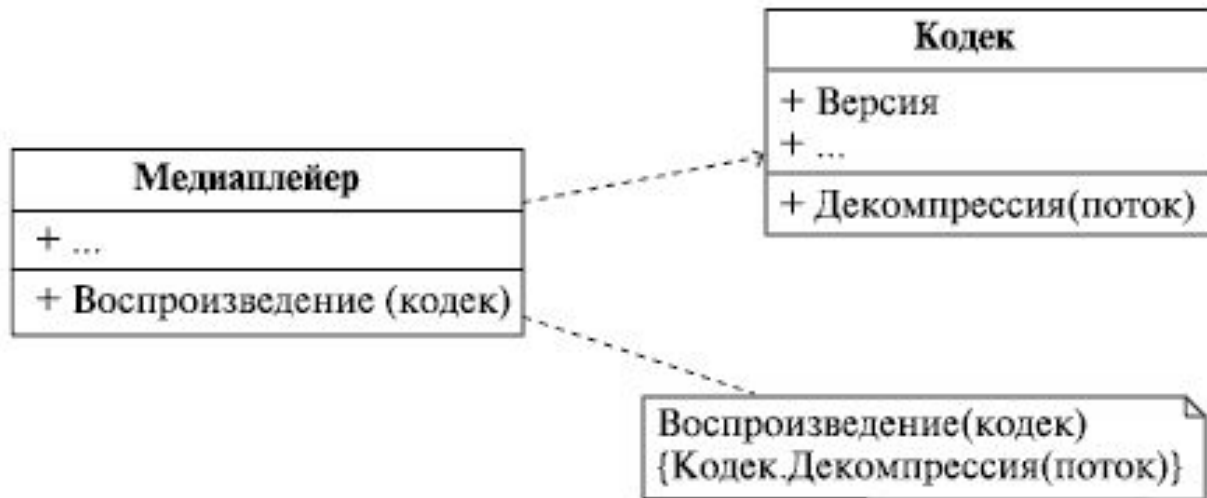 Кодек
+ Версия
+ ...
+ Декомпрессия(поток)
Медиаплейер
+ ...
+ Воспроизведение (кодек)
Воспроизведение(кодек)
{Кодек.Декомпрессия(поток)}